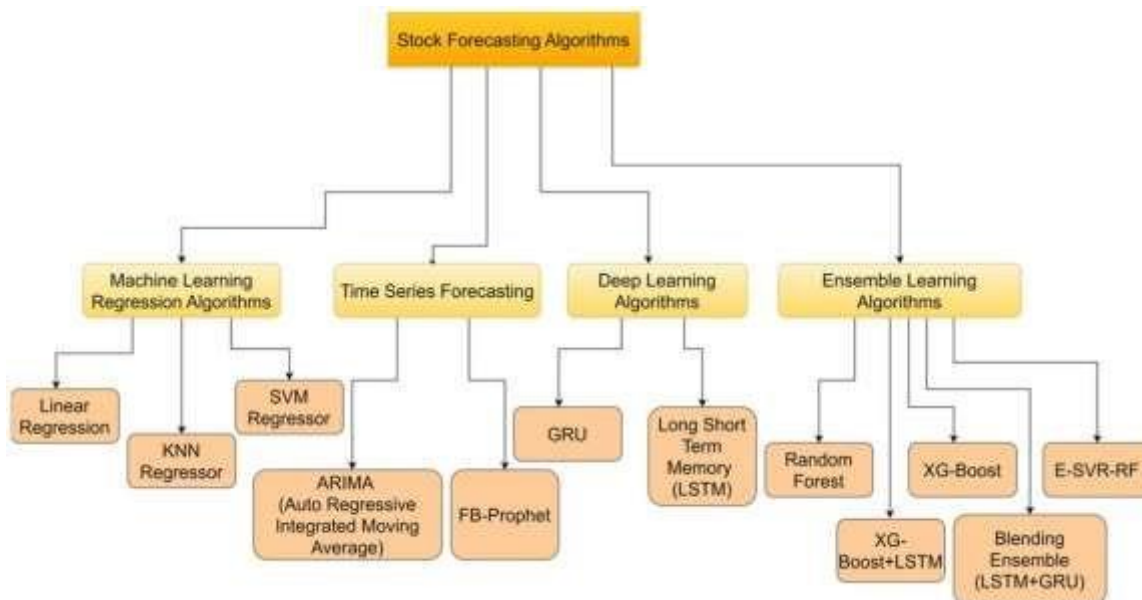 Stock Forecasting Algorithms
Machine Learning
Regression Algorithms
Time Series Forecasting
Deep Learning
Algorithms
Ensemble Learning
Algorithms
Linear
Regression
KNN
Regressor
SVM
Regressor
ARIMA
(Auto Regressive
Integrated Moving
Average)
FB-Prophet
GRU
Long Short
Term
Memory
(LSTM)
Random
Forest
XG-
Boost+LSTM
XG-Boost
Blending
Ensemble
(LSTM+GRU)
E-SVR-RF